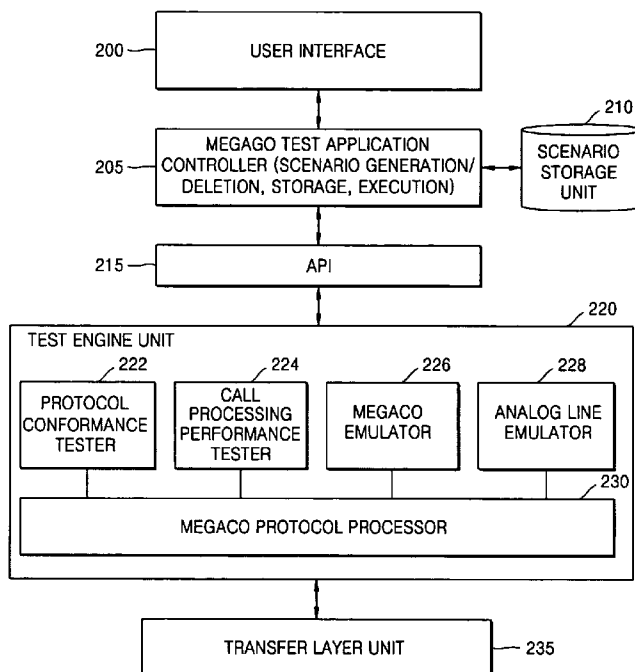 200
USER INTERFACE
210
205
MEGAGO TEST APPLICATION
CONTROLLER (SCENARIO GENERATION/
DELETION, STORAGE, EXECUTION)
SCENARIO
STORAGE
UNIT
215
API
220
TEST ENGINE UNIT
222
224
226
228
PROTOCOL
CONFORMANCE
TESTER
CALL
PROCESSING
PERFORMANCE
TESTER
MEGACO
EMULATOR
ANALOG LINE
EMULATOR
230
MEGACO PROTOCOL PROCESSOR
TRANSFER LAYER UNIT
235